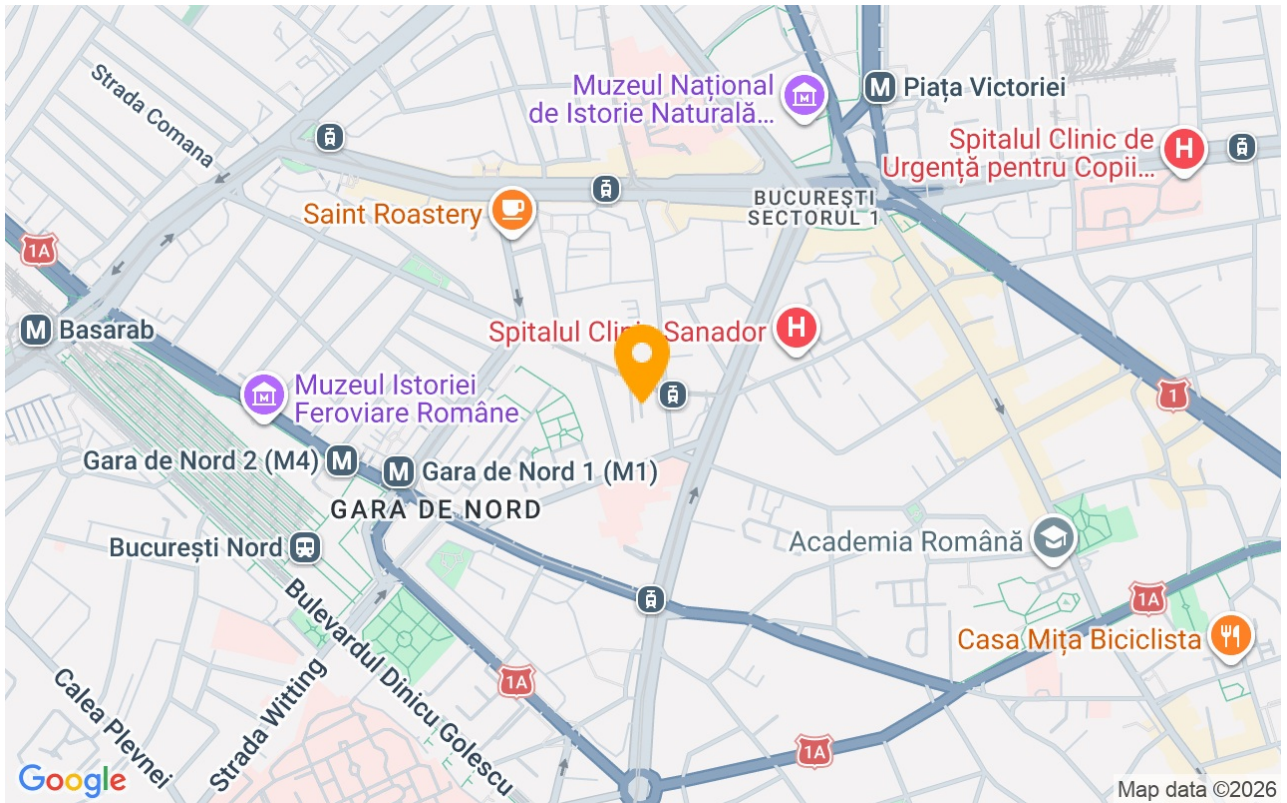 Strada Comana
Muzeul Național
de Istorie Naturală...
M
Piața Victoriei
Spitalul Clinic de
Urgență pentru Copii...
H
Saint Roastery
BUCUREȘTI
SECTORUL 1
1A
M
Basarab
Spitalul Clinic Sanador
H
Muzeul Istoriei
Feroviare Române
1
Gara de Nord 2 (M4)
M
M
Gara de Nord 1 (M1)
GARA DE NORD
București Nord
Academia Română
Bulevardul Dinicu Golescu
1A
Casa Mița Biciclista
1A
Calea Plevnei
Strada Witting
1A
Google
Map data ©2026